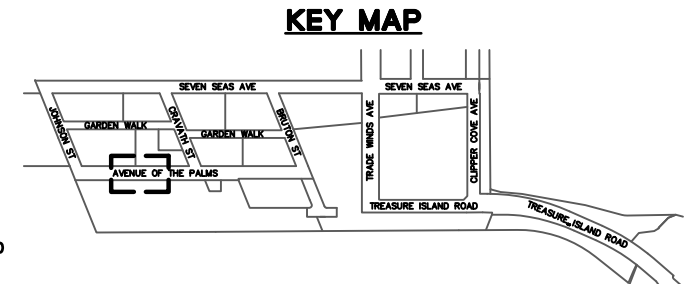 KEY MAP
SEVEN SEAS AVE
SEVEN SEAS AVE
JOHNSON ST
GARDEN WALK
CRAVATH ST
GARDEN WALK
BRUTON ST
TRADE WINDS AVE
CLIPPER COVE AVE
AVENUE OF THE PALMS
TREASURE ISLAND ROAD
TREASURE ISLAND ROAD